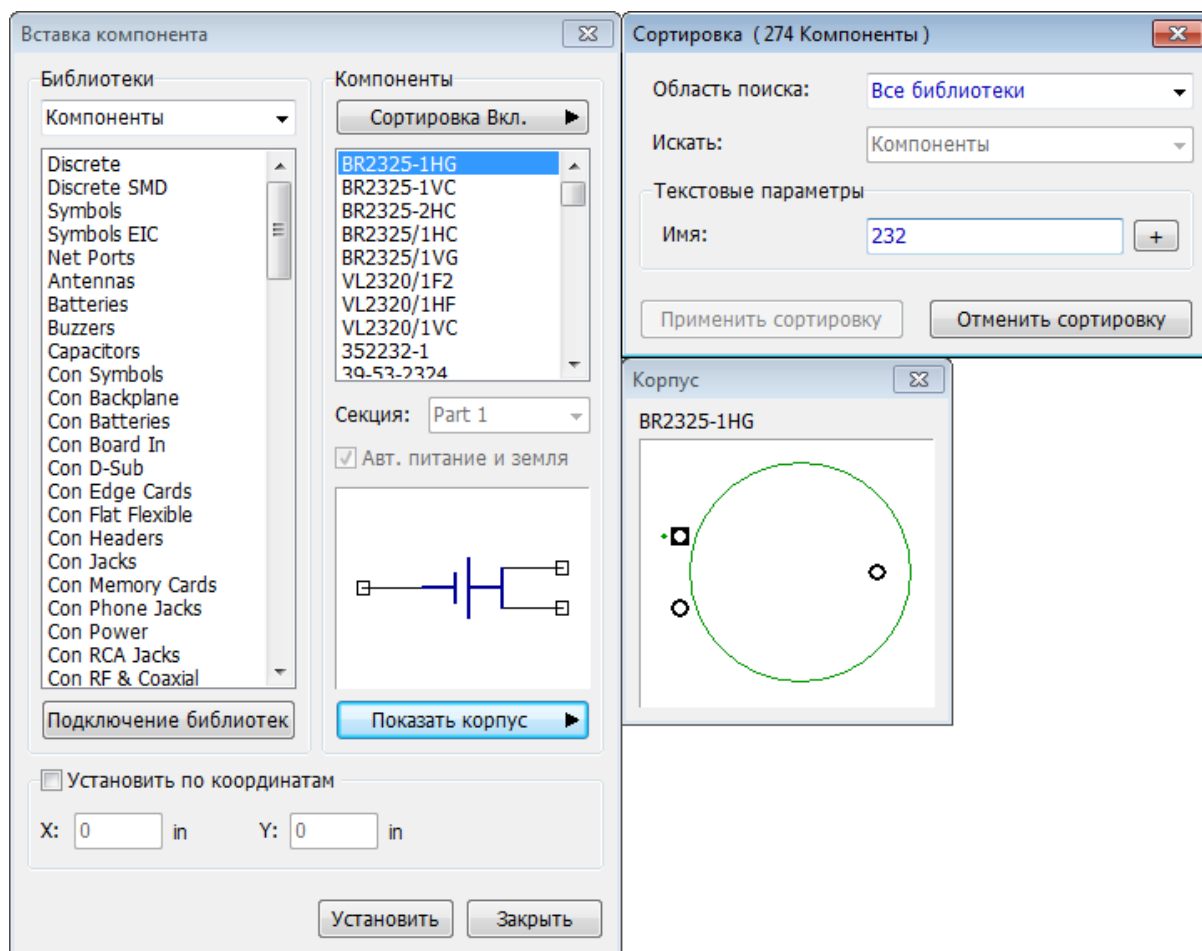 Вставка компонента
Библиотеки
Компоненты
Discrete
Discrete SMD
Symbols
Symbols EIC
Net Ports
Antennas
Batteries
Buzzers
Capacitors
Con Symbols
Con Backplane
Con Batteries
Con Board In
Con D-Sub
Con Edge Cards
Con Flat Flexible
Con Headers
Con Jacks
Con Memory Cards
Con Phone Jacks
Con Power
Con RCA Jacks
Con RF & Coaxial
Подключение библиотек
Компоненты
Сортировка Вкл.
BR2325-1HG
BR2325-1VC
BR2325-2HC
BR2325/1HC
BR2325/1VG
VL2320/1F2
VL2320/1HF
VL2320/1VC
352232-1
39-53-2324
Секция: Part 1
Авт. питание и земля
Показать корпус
Установить по координатам
X: 0 in Y: 0 in
Установить Закрыть
Сортировка ( 274 Компоненты )
Область поиска: Все библиотеки
Искать: Компоненты
Текстовые параметры
Имя: 232 +
Применить сортировку Отменить сортировку
Корпус
BR2325-1HG